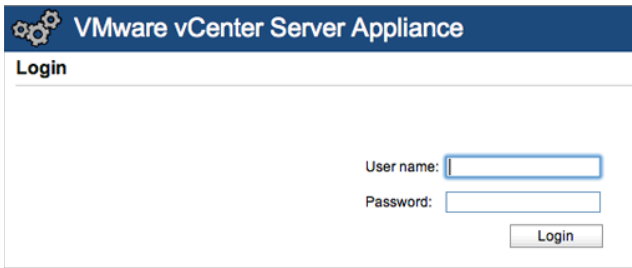 VMware vCenter Server Appliance
Login
User name:
Password:
Login